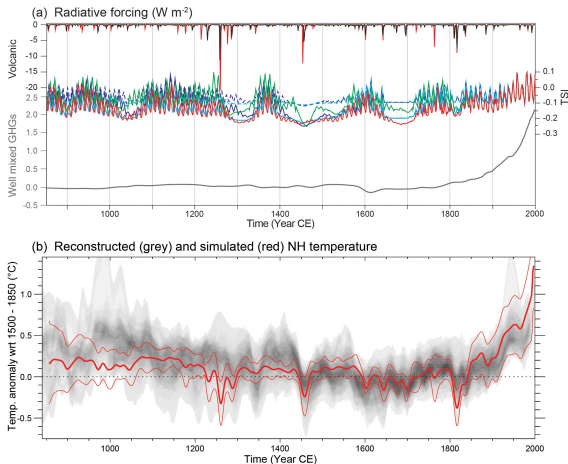 (a) Radiative forcing (W m⁻²)
Volcanic
0
-5
-10
-15
-20
TSI
0.1
0.0
-0.1
-0.2
-0.3
Well mixed GHGs
2.5
2.0
1.5
1.0
0.5
0.0
-0.5
1000 1200 1400 1600 1800 2000
Time (Year CE)
(b) Reconstructed (grey) and simulated (red) NH temperature
Temp. anomaly wrt 1500 - 1850 (°C)
1.0
0.5
0.0
-0.5
1000 1200 1400 1600 1800 2000
Time (Year CE)